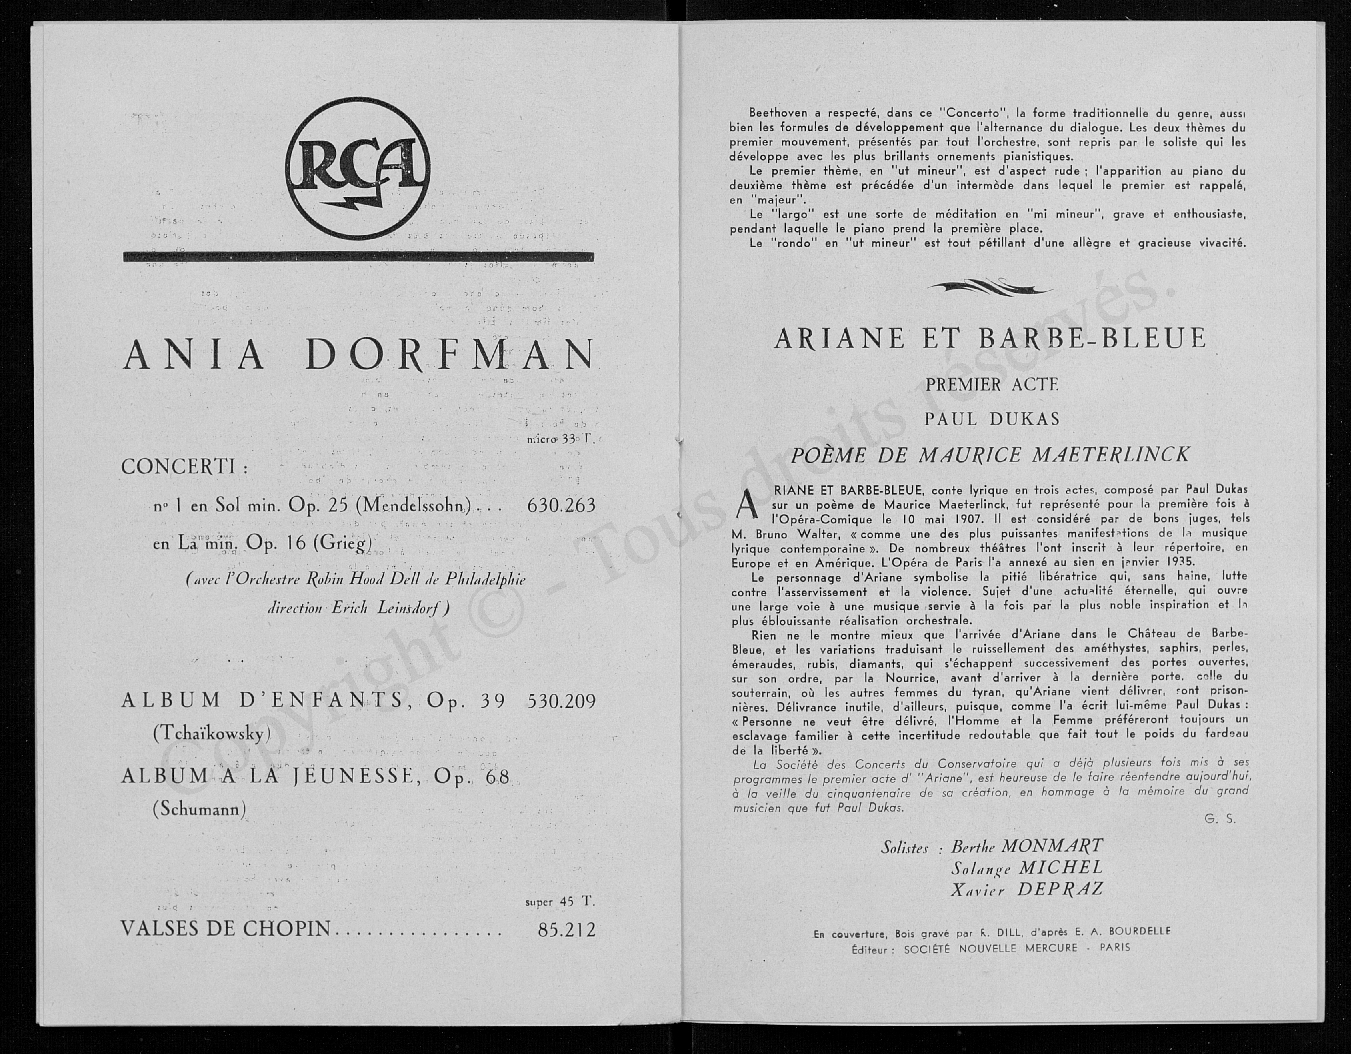 RCA
ANIA DORFMAN
micro 33 T.
CONCERTI :
nº 1 en Sol min. Op. 25 (Mendelssohn) . . . 630.263
en La min. Op. 16 (Grieg)
(avec l'Orchestre Robin Hood Dell de Philadelphie
direction Erich Leinsdorf)
ALBUM D'ENFANTS, Op. 39 530.209
(Tchaïkowsky)
ALBUM A LA JEUNESSE, Op. 68
(Schumann)
super 45 T.
VALSES DE CHOPIN . . . . . . . . . . . . . . . . 85.212
Beethoven a respecté, dans ce "Concerto", la forme traditionnelle du genre, aussi
bien les formules de développement que l'alternance du dialogue. Les deux thèmes du
premier mouvement, présentés par tout l'orchestre, sont repris par le soliste qui les
développe avec les plus brillants ornements pianistiques.
Le premier thème, en "ut mineur", est d'aspect rude ; l'apparition au piano du
deuxième thème est précédée d'un intermède dans lequel le premier est rappelé,
en "majeur".
Le "largo" est une sorte de méditation en "mi mineur", grave et enthousiaste,
pendant laquelle le piano prend la première place.
Le "rondo" en "ut mineur" est tout pétillant d'une allègre et gracieuse vivacité.
ARIANE ET BARBE-BLEUE
PREMIER ACTE
PAUL DUKAS
POÈME DE MAURICE MAETERLINCK
ARIANE ET BARBE-BLEUE, conte lyrique en trois actes, composé par Paul Dukas
sur un poème de Maurice Maeterlinck, fut représenté pour la première fois à
l'Opéra-Comique le 10 mai 1907. Il est considéré par de bons juges, tels
M. Bruno Walter, « comme une des plus puissantes manifestations de la musique
lyrique contemporaine ». De nombreux théâtres l'ont inscrit à leur répertoire, en
Europe et en Amérique. L'Opéra de Paris l'a annexé au sien en janvier 1935.
Le personnage d'Ariane symbolise la pitié libératrice qui, sans haine, lutte
contre l'asservissement et la violence. Sujet d'une actualité éternelle, qui ouvre
une large voie à une musique servie à la fois par la plus noble inspiration et la
plus éblouissante réalisation orchestrale.
Rien ne le montre mieux que l'arrivée d'Ariane dans le Château de Barbe-
Bleue, et les variations traduisant le ruissellement des améthystes, saphirs, perles,
émeraudes, rubis, diamants, qui s'échappent successivement des portes ouvertes,
sur son ordre, par la Nourrice, avant d'arriver à la dernière porte, celle du
souterrain, où les autres femmes du tyran, qu'Ariane vient délivrer, sont prison-
nières. Délivrance inutile, d'ailleurs, puisque, comme l'a écrit lui-même Paul Dukas :
« Personne ne veut être délivré, l'Homme et la Femme préféreront toujours un
esclavage familier à cette incertitude redoutable que fait tout le poids du fardeau
de la liberté ».
La Société des Concerts du Conservatoire qui a déjà plusieurs fois mis à ses
programmes le premier acte d' "Ariane", est heureuse de le faire réentendre aujourd'hui,
à la veille du cinquantenaire de sa création, en hommage à la mémoire du grand
musicien que fut Paul Dukas.
G. S.
Solistes : Berthe MONMART
Solange MICHEL
Xavier DEPRAZ
En couverture, Bois gravé par R. DILL, d'après E. A. BOURDELLE
Éditeur : SOCIÉTÉ NOUVELLE MERCURE - PARIS
Copyright © - Tous droits réservés.